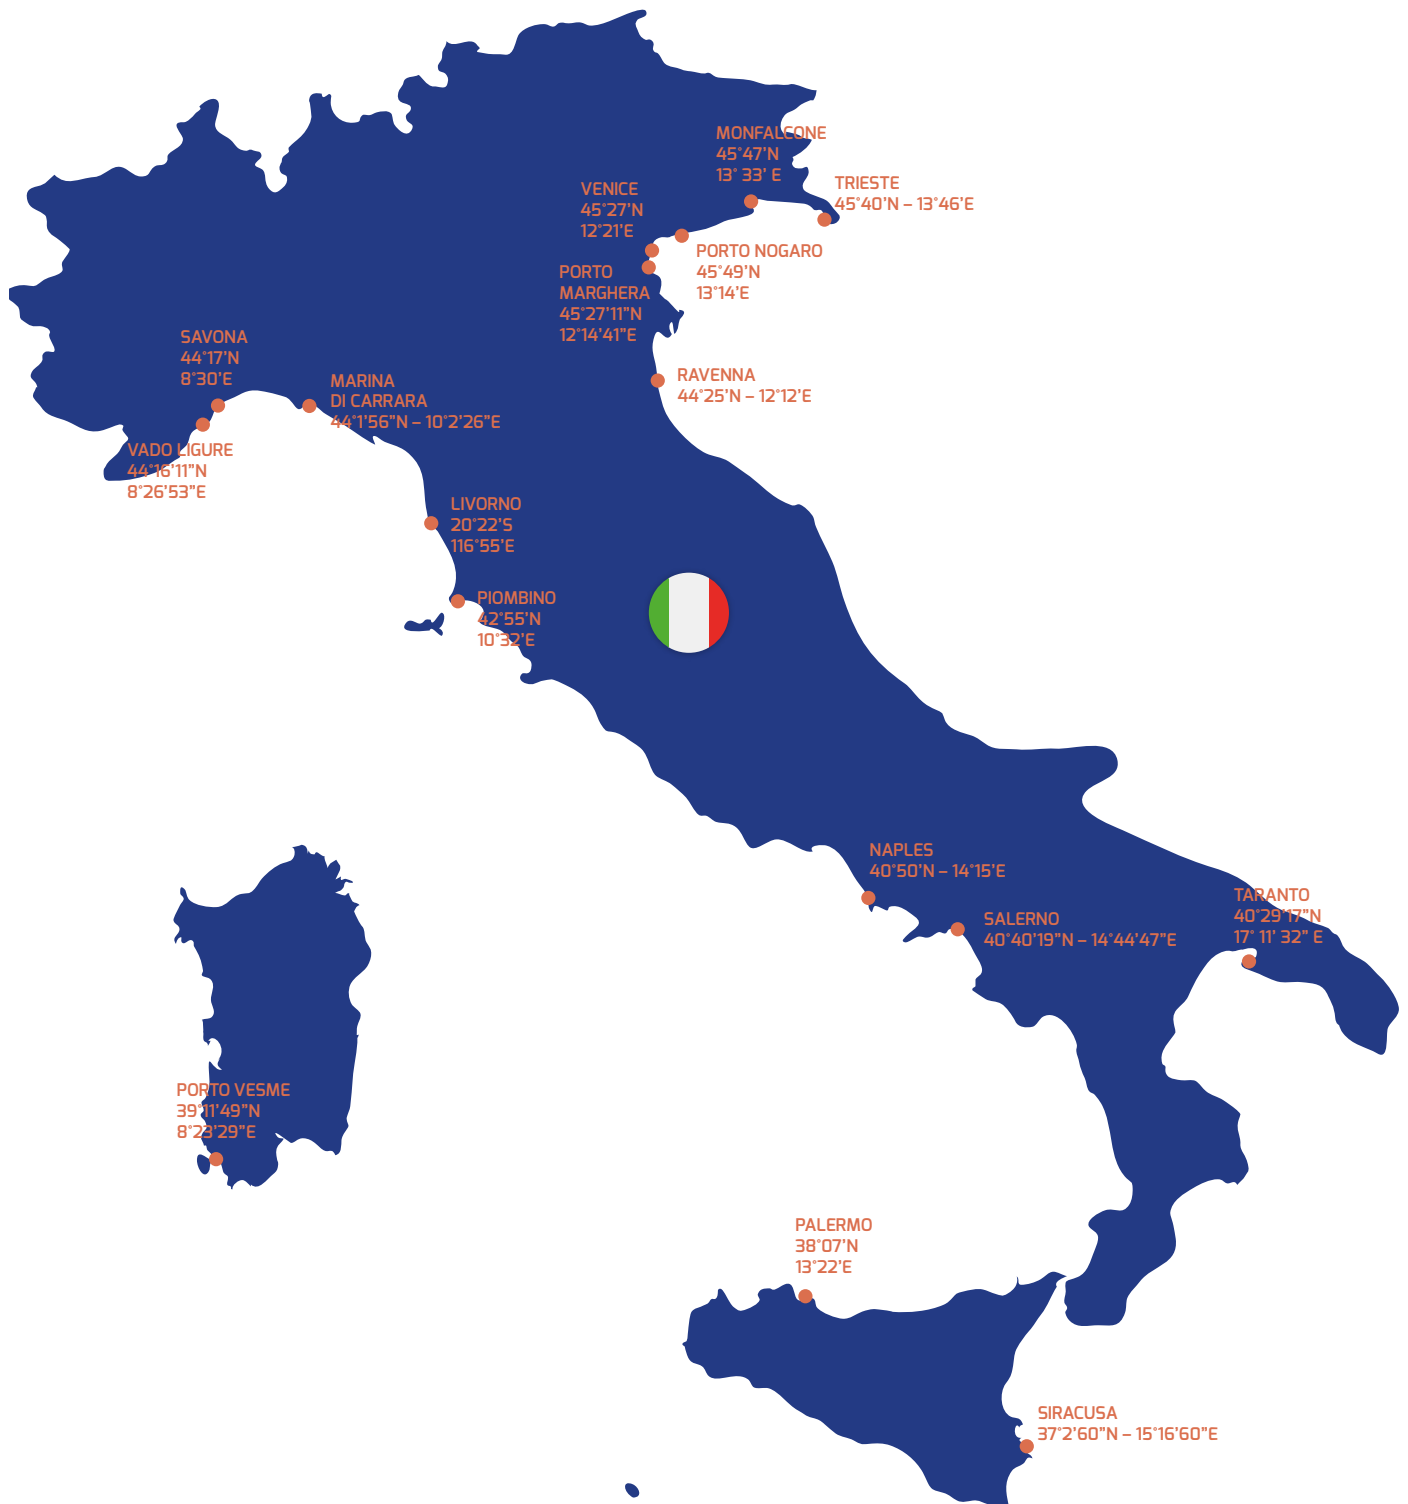 MONFALCONE
45°47'N
13° 33' E
TRIESTE
45°40'N – 13°46'E
VENICE
45°27'N
12°21'E
PORTO NOGARO
45°49'N
13°14'E
PORTO
MARGHERA
45°27'11”N
12°14'41”E
SAVONA
44°17'N
8°30'E
MARINA
DI CARRARA
44°1'56”N – 10°2'26”E
RAVENNA
44°25'N – 12°12'E
VADO LIGURE
44°16'11”N
8°26'53”E
LIVORNO
20°22'S
116°55'E
PIOMBINO
42°55'N
10°32'E
NAPLES
40°50'N – 14°15'E
SALERNO
40°40'19”N – 14°44'47”E
TARANTO
40°29'17”N
17° 11' 32” E
PORTO VESME
39°11'49”N
8°23'29”E
PALERMO
38°07'N
13°22'E
SIRACUSA
37°2'60”N – 15°16'60”E